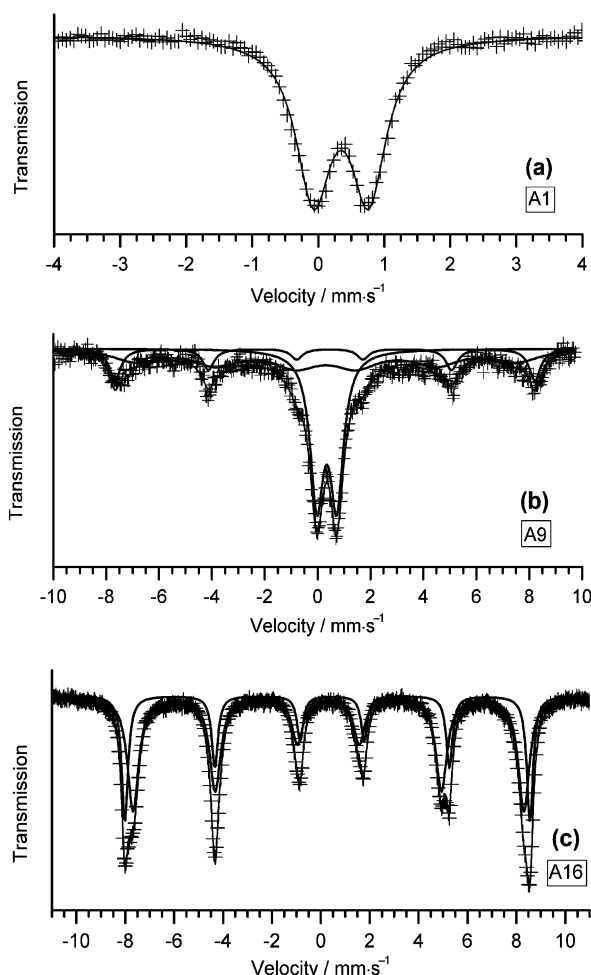 Transmission
(a)
A1
-4 -3 -2 -1 0 1 2 3 4
Velocity / mm·s⁻¹
Transmission
(b)
A9
-10 -8 -6 -4 -2 0 2 4 6 8 10
Velocity / mm·s⁻¹
Transmission
(c)
A16
-10 -8 -6 -4 -2 0 2 4 6 8 10
Velocity / mm·s⁻¹